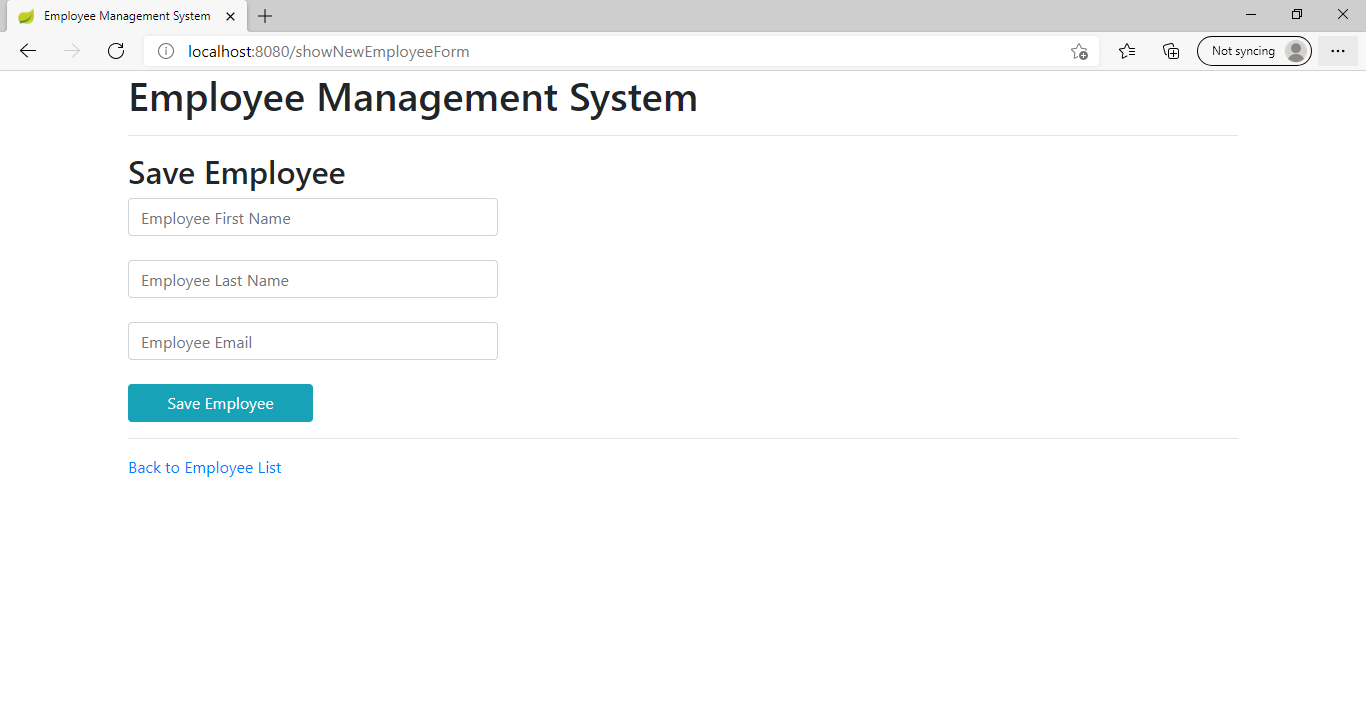 Employee Management System
localhost:8080/showNewEmployeeForm
Not syncing
Employee Management System
Save Employee
Employee First Name
Employee Last Name
Employee Email
Save Employee
Back to Employee List